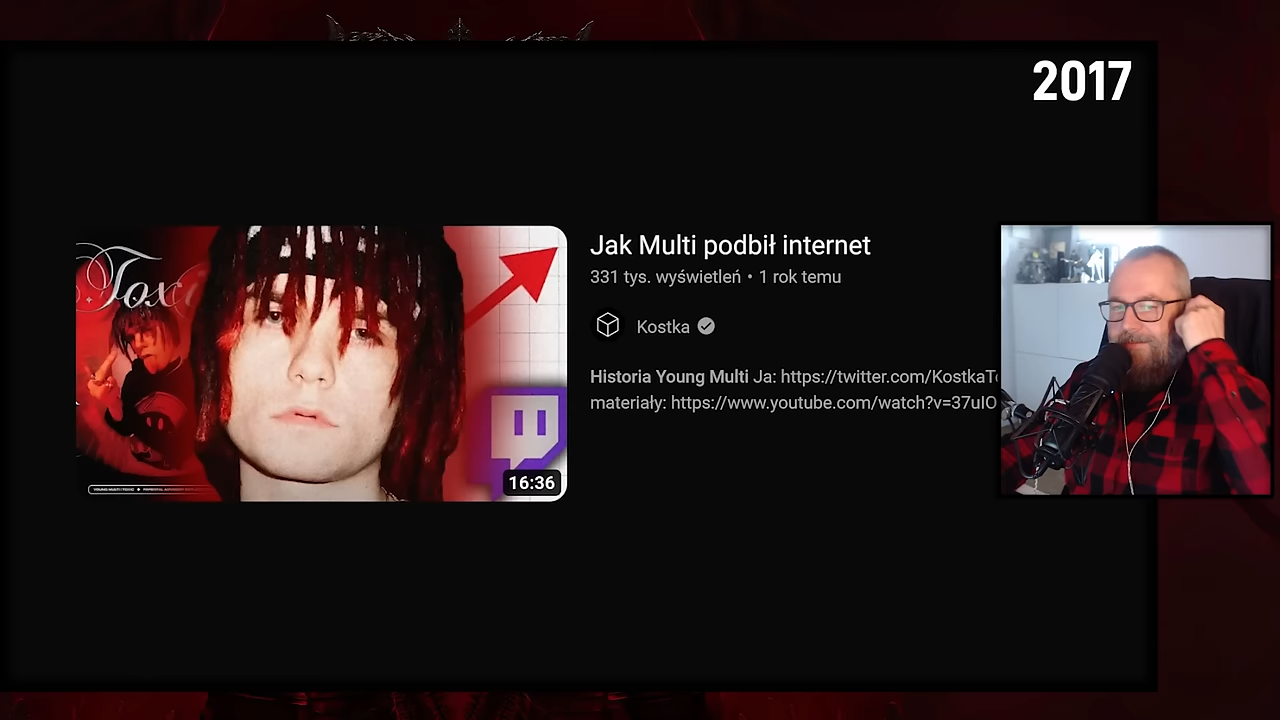 2017
Tox
16:36
Jak Multi podbił internet
331 tys. wyświetleń • 1 rok temu
Kostka
Historia Young Multi Ja: https://twitter.com/KostkaTo
materiały: https://www.youtube.com/watch?v=37uIO